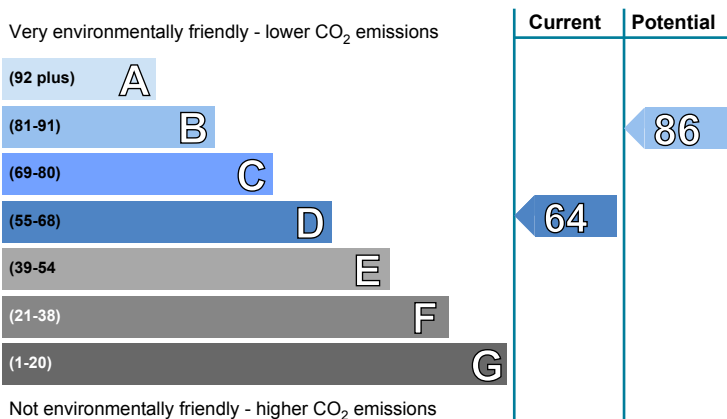 Very environmentally friendly - lower CO2 emissions
Current
Potential
(92 plus) A
(81-91) B
86
(69-80) C
(55-68) D
64
(39-54 E
(21-38) F
(1-20) G
Not environmentally friendly - higher CO2 emissions